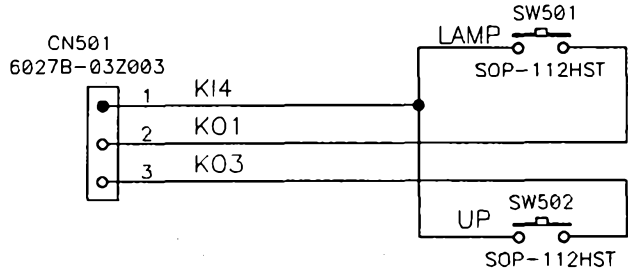 SW501
LAMP
SOP-112HST
CN501
6027B-03Z003
1 KI4
2 KO1
3 KO3
SW502
UP
SOP-112HST